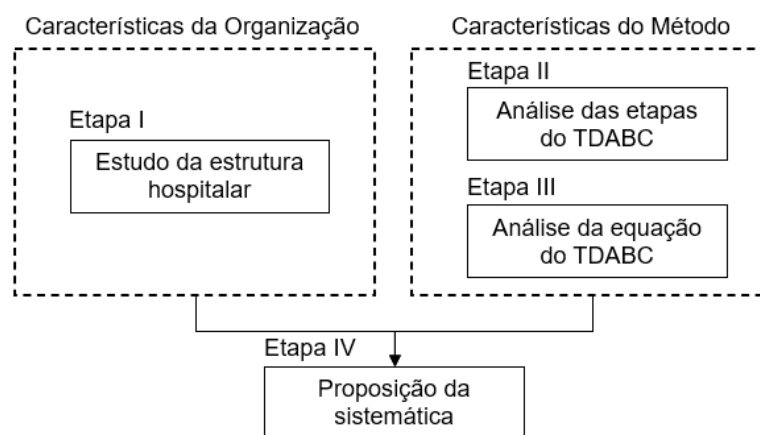 Características da Organização
Etapa I
Estudo da estrutura
hospitalar
Características do Método
Etapa II
Análise das etapas
do TDABC
Etapa III
Análise da equação
do TDABC
Etapa IV
Proposição da
sistemática